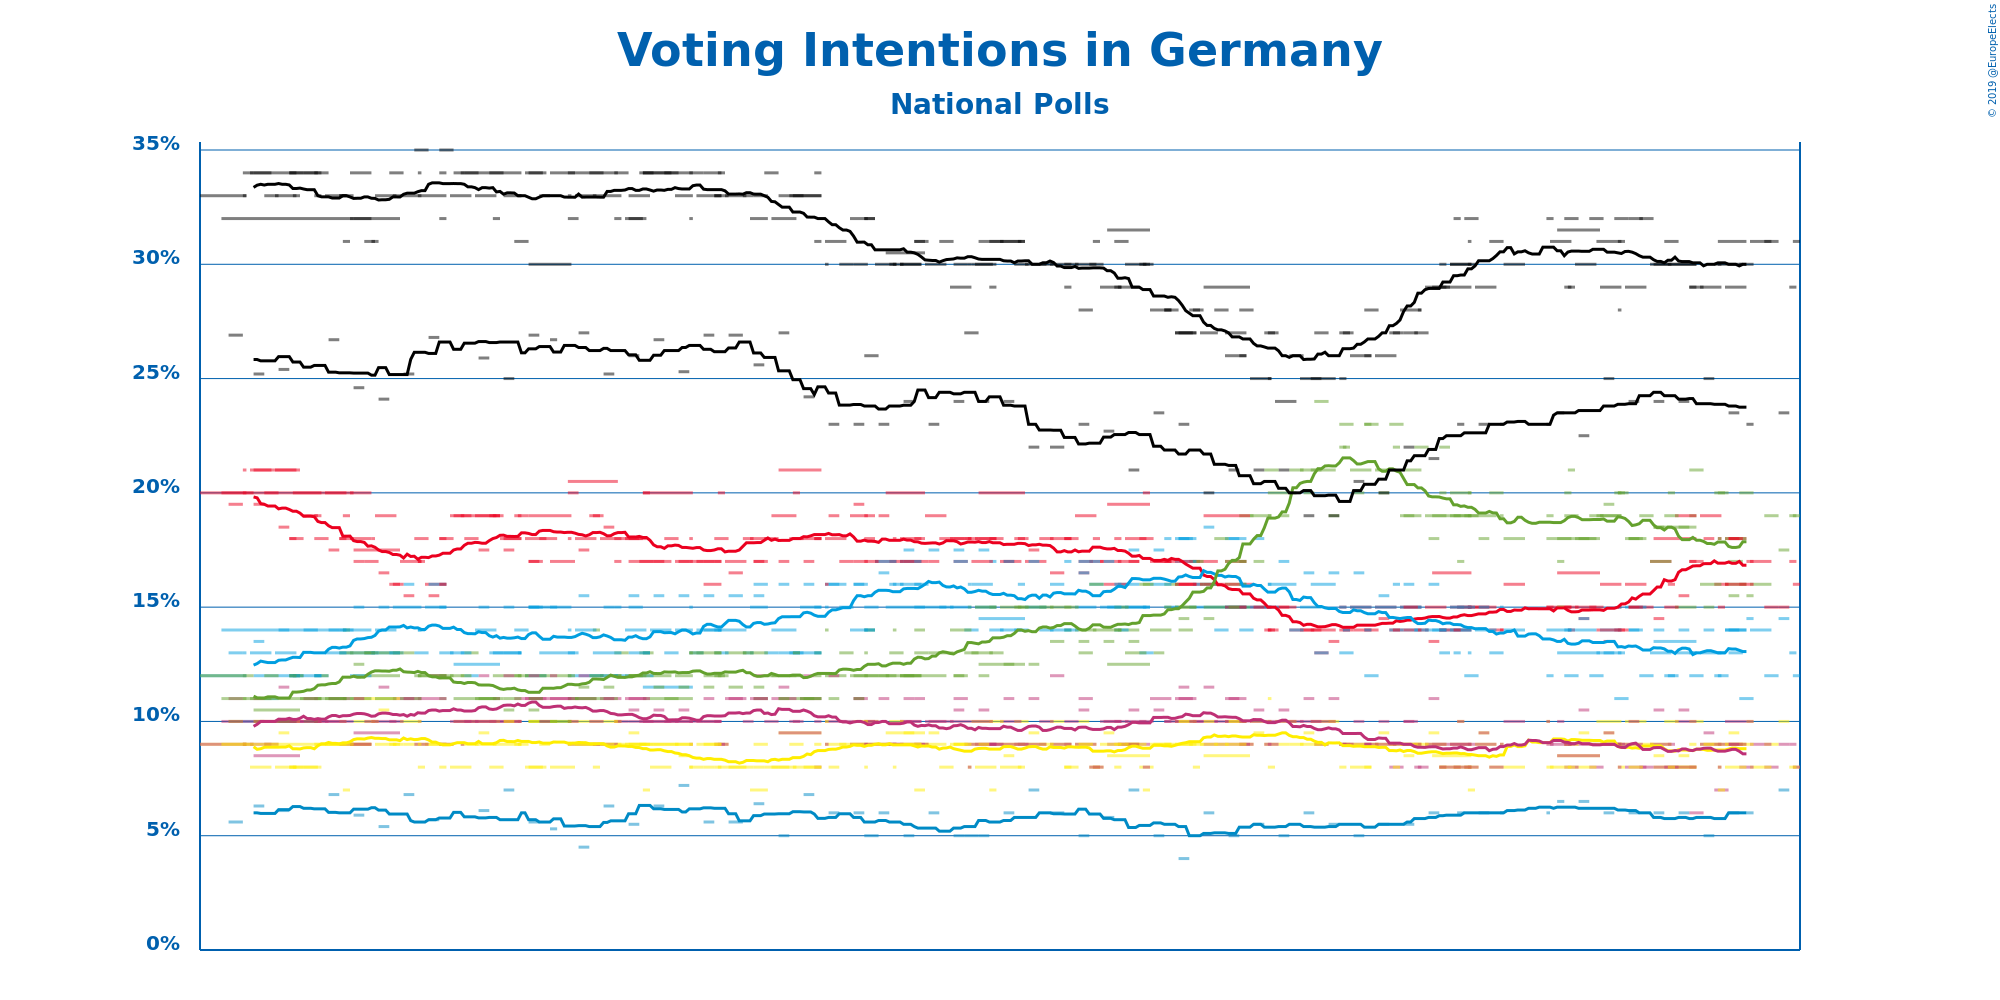 Voting Intentions in Germany
National Polls
© 2019 @EuropeElects
35%
30%
25%
20%
15%
10%
5%
0%